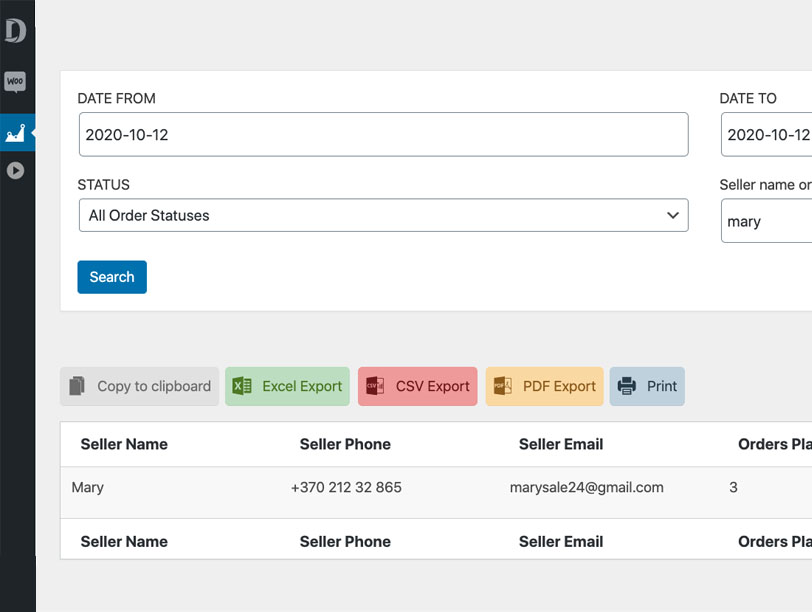 D
WOO
DATE FROM
DATE TO
2020-10-12
2020-10-12
STATUS
Seller name or
All Order Statuses
mary
Search
Copy to clipboard
Excel Export
CSV Export
PDF Export
Print
Seller Name Seller Phone Seller Email Orders Pla
Mary +370 212 32 865 marysale24@gmail.com 3
Seller Name Seller Phone Seller Email Orders Pla